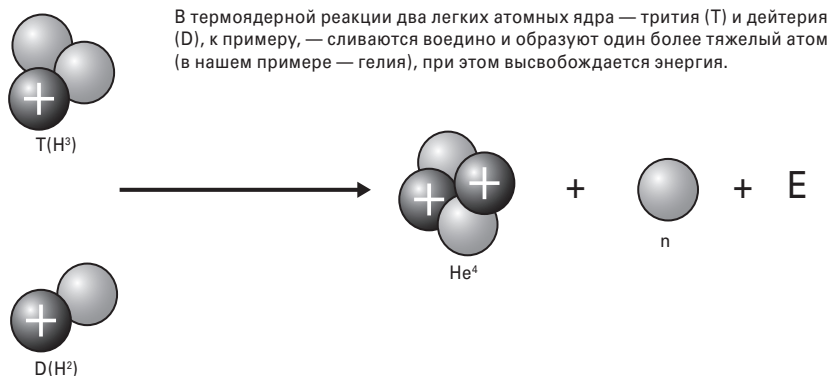 В термоядерной реакции два легких атомных ядра — трития (T) и дейтерия
(D), к примеру, — сливаются воедино и образуют один более тяжелый атом
(в нашем примере — гелия), при этом высвобождается энергия.
T(H³)
+
+
+ n + E
He⁴
n
D(H²)